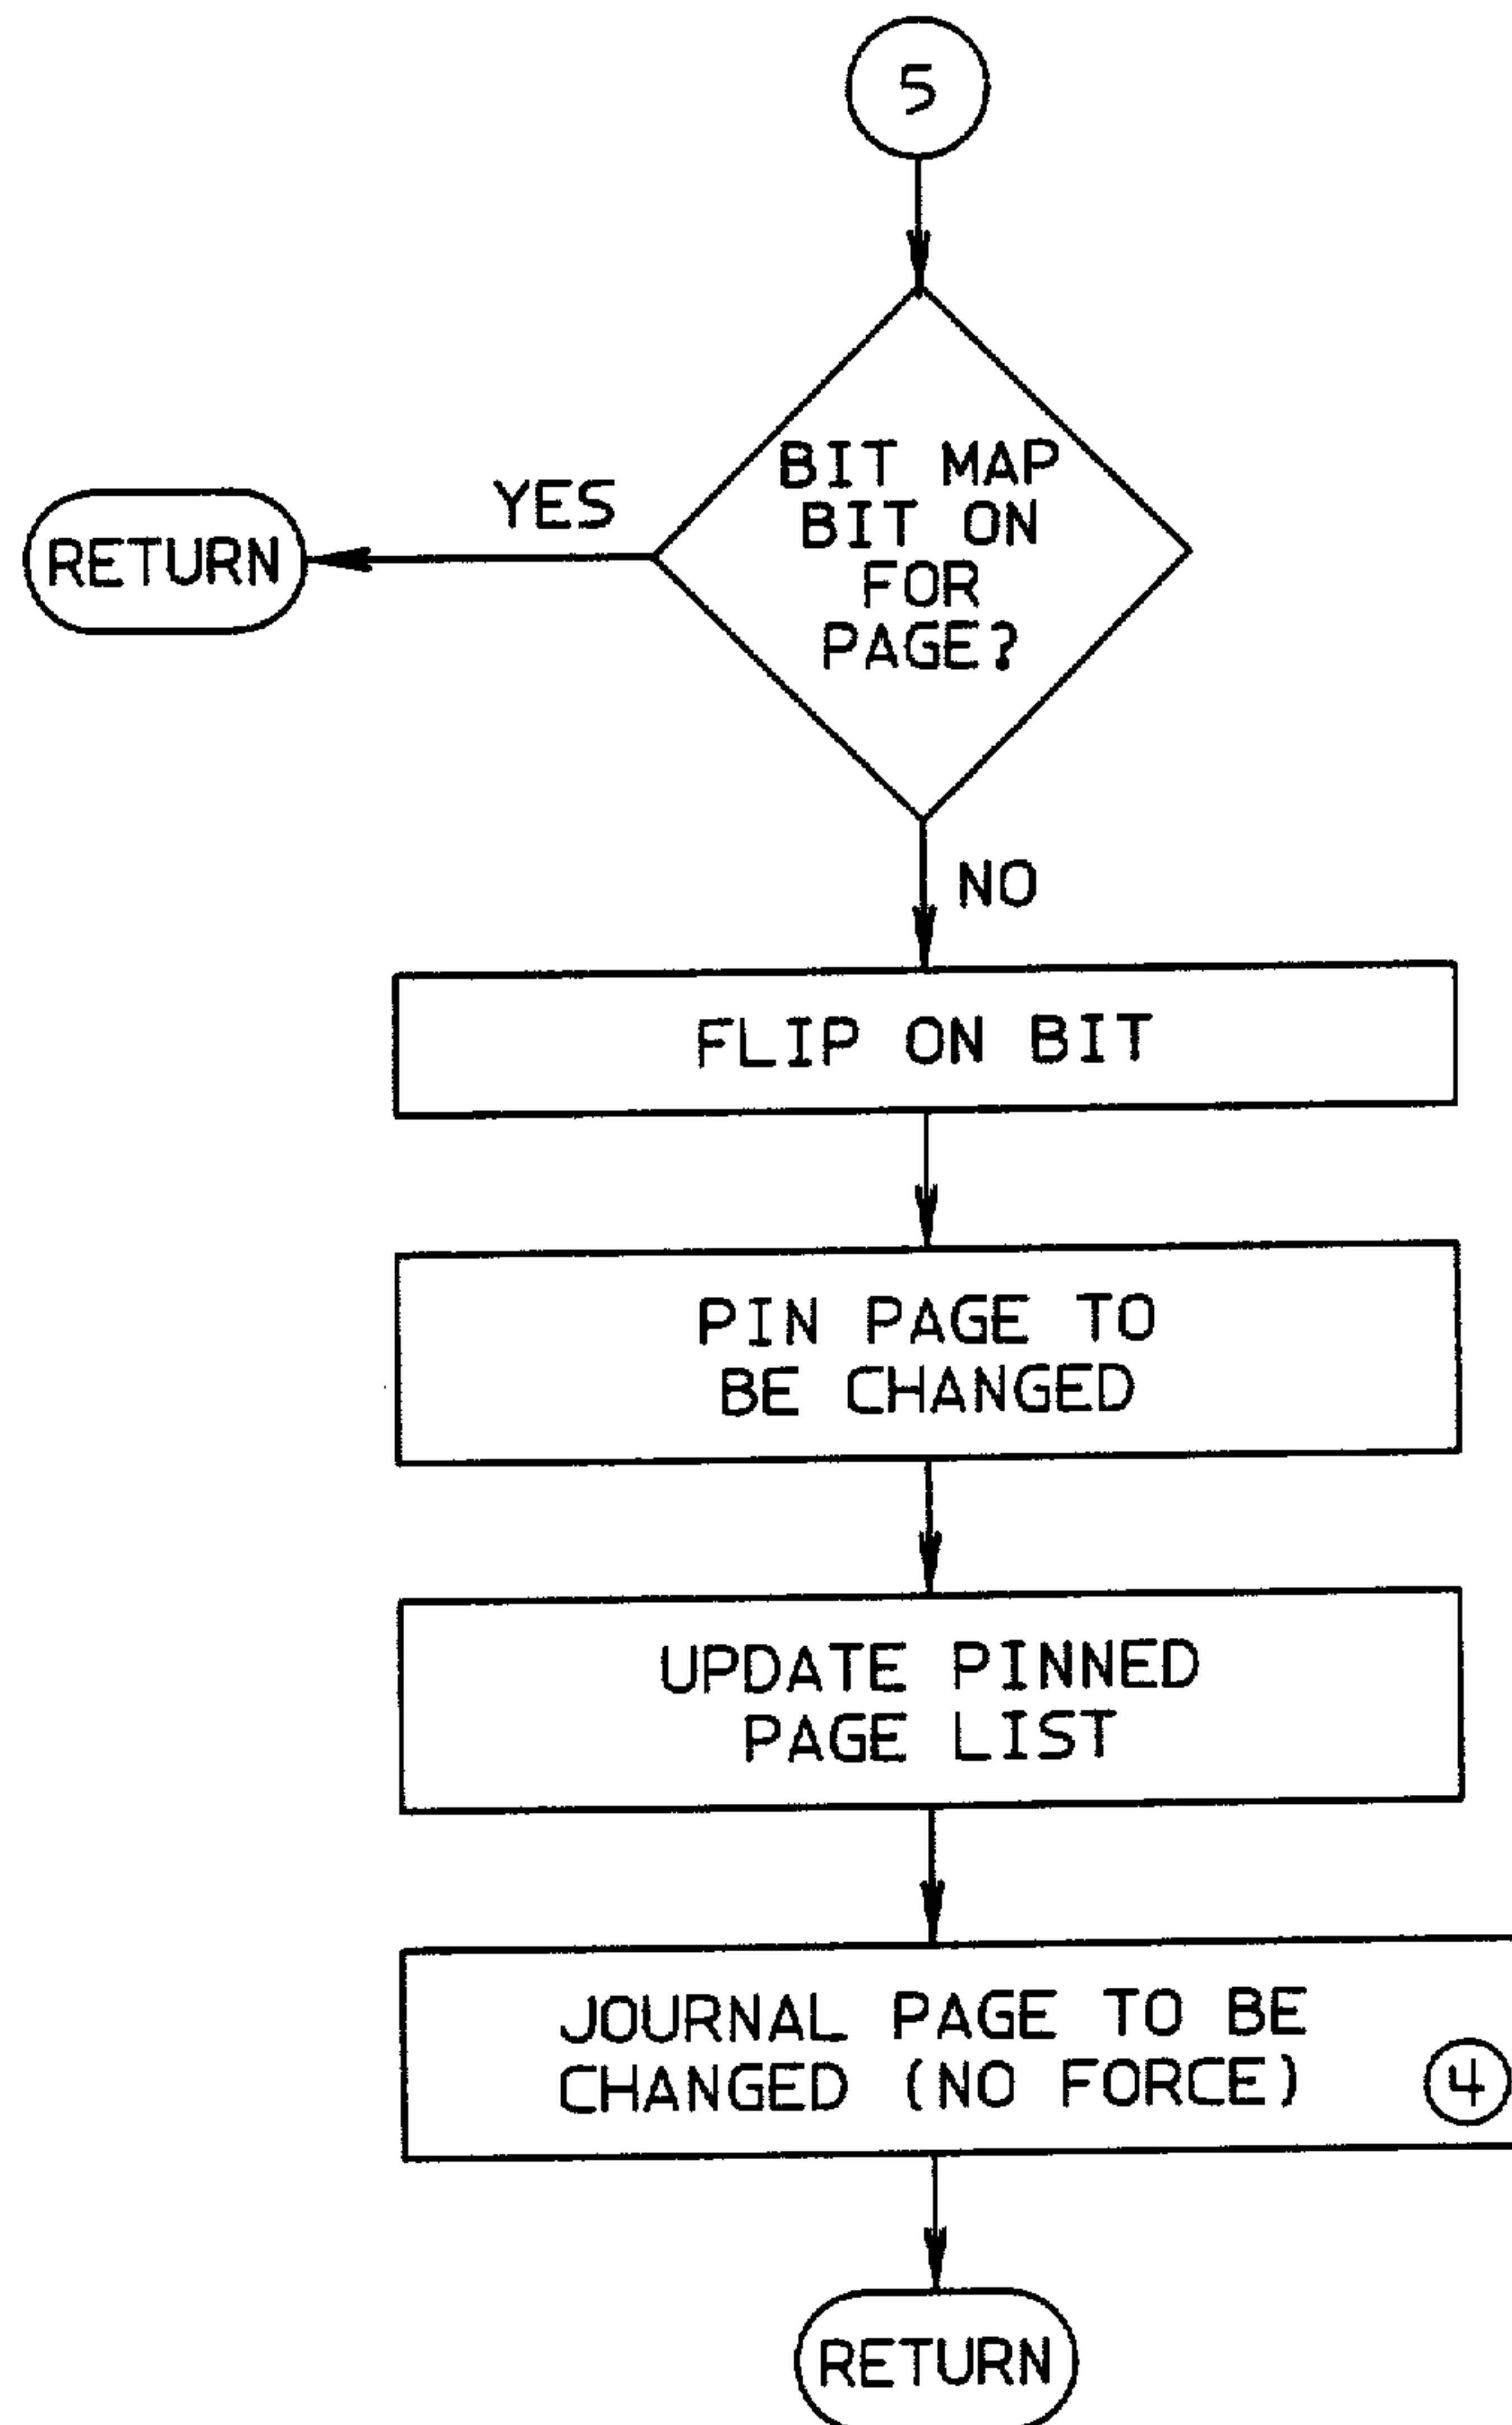 5
BIT MAP
BIT ON
FOR
PAGE?
YES
RETURN
NO
FLIP ON BIT
PIN PAGE TO
BE CHANGED
UPDATE PINNED
PAGE LIST
JOURNAL PAGE TO BE
CHANGED (NO FORCE)
4
RETURN